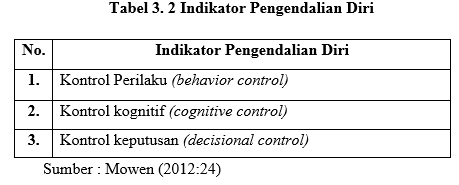 Tabel 3. 2 Indikator Pengendalian Diri
No. Indikator Pengendalian Diri
1. Kontrol Perilaku (behavior control)
2. Kontrol kognitif (cognitive control)
3. Kontrol keputusan (decisional control)
Sumber : Mowen (2012:24)